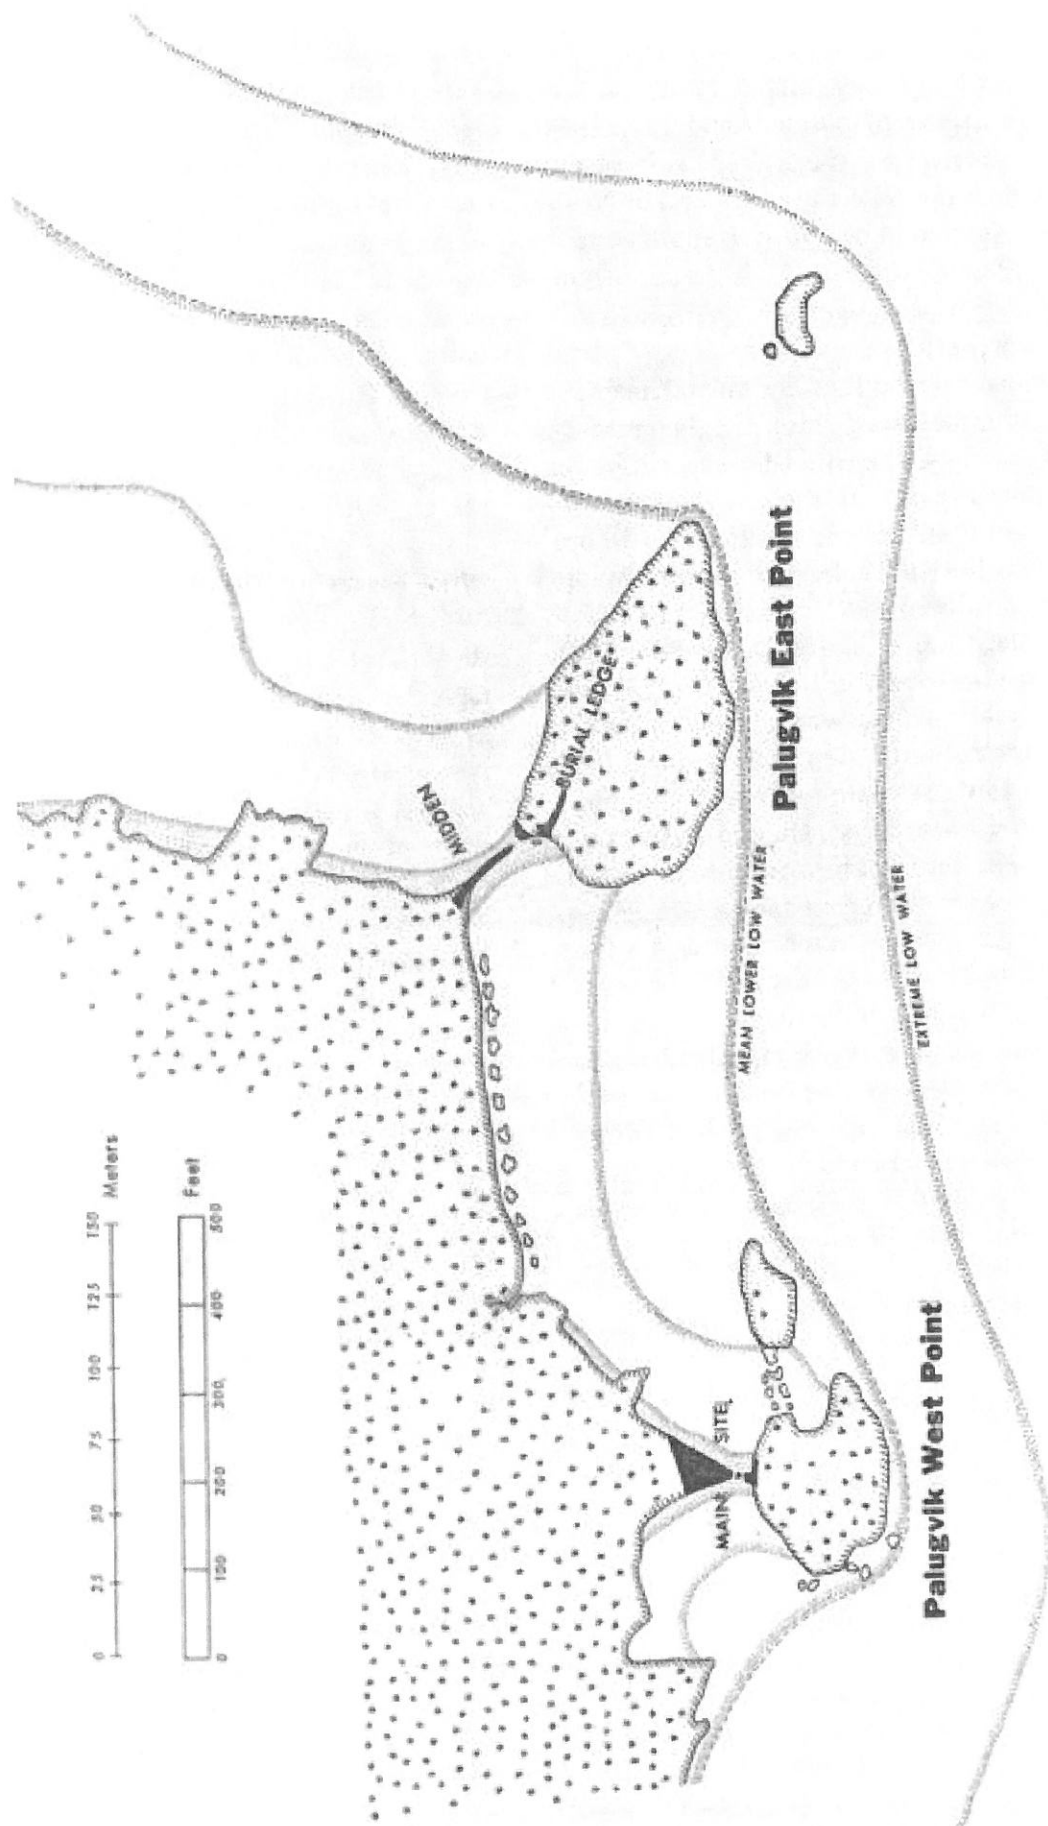 0 25 50 75 100 125 150 Meters
0 100 200 300 400 500 Feet
MIDDEN
BURIAL LEDGE
MAIN SITE
MEAN LOWER LOW WATER
EXTREME LOW WATER
Palugvik East Point
Palugvik West Point